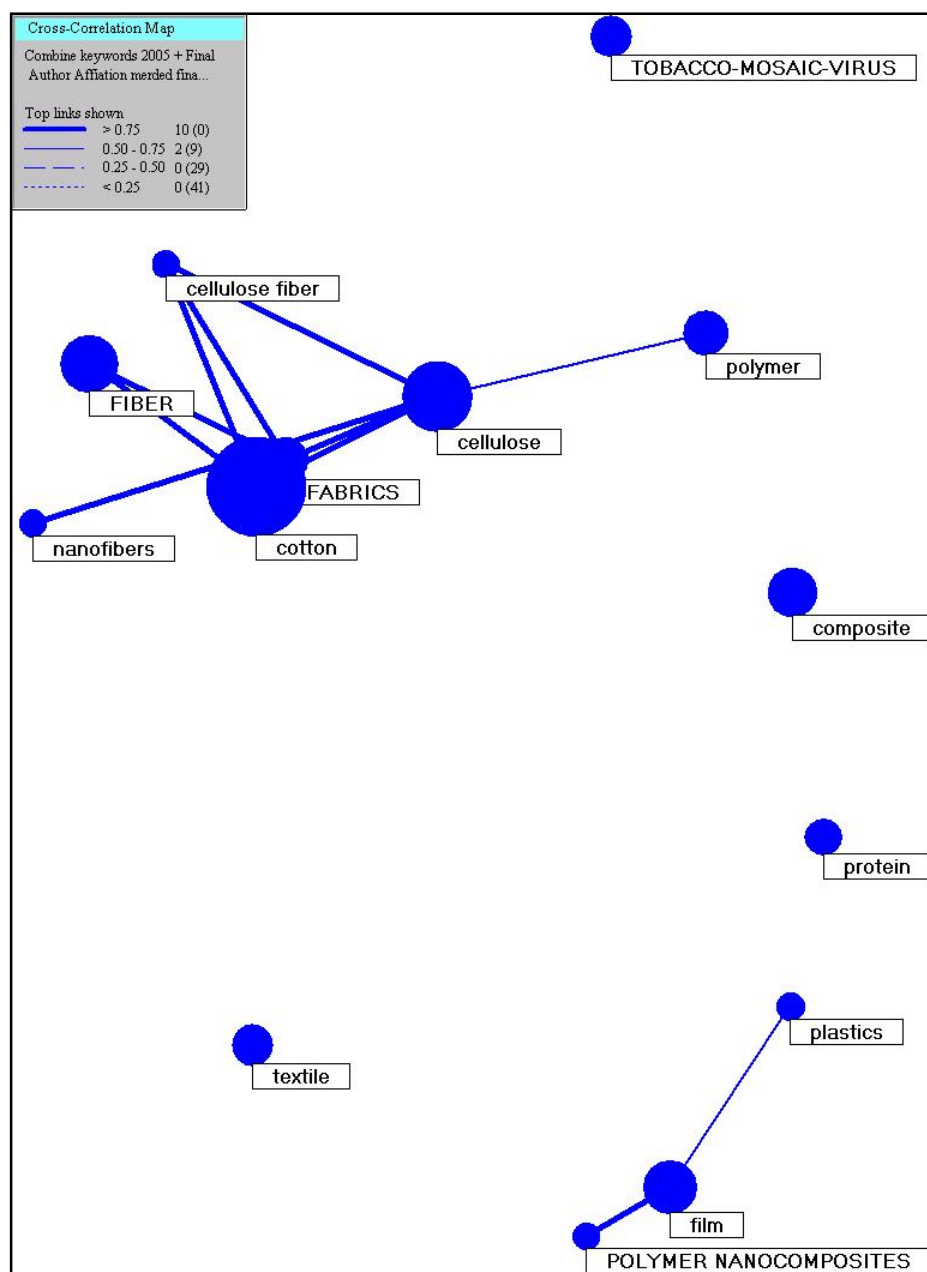 Cross-Correlation Map
Combine keywords 2005 + Final
Author Affiation merded fina...
Top links shown
> 0.75 10 (0)
0.50 - 0.75 2 (9)
0.25 - 0.50 0 (29)
< 0.25 0 (41)
TOBACCO-MOSAIC-VIRUS
cellulose fiber
polymer
FIBER
cellulose
FABRICS
nanofibers
cotton
composite
protein
plastics
textile
film
POLYMER NANOCOMPOSITES